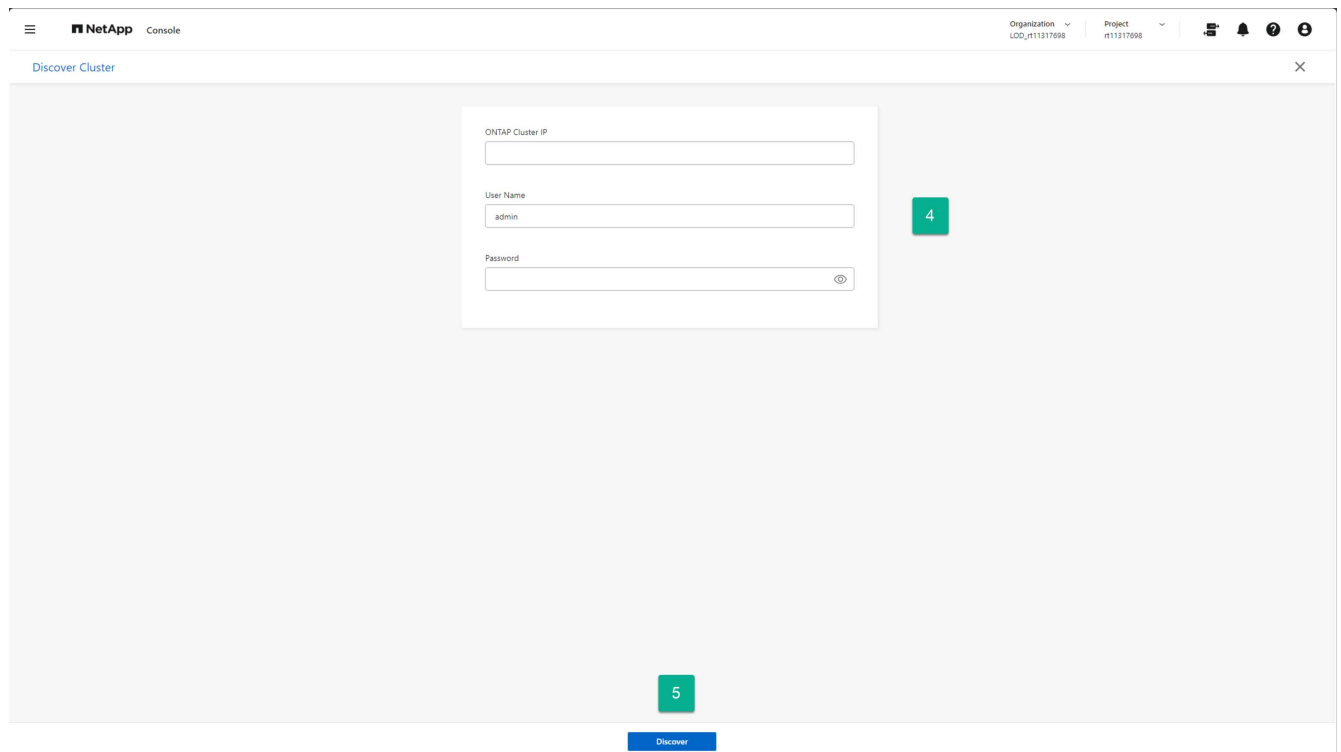 NetApp Console
Organization
LOD_rt11317698
Project
rt11317698
Discover Cluster
ONTAP Cluster IP
User Name
admin
4
Password
5
Discover